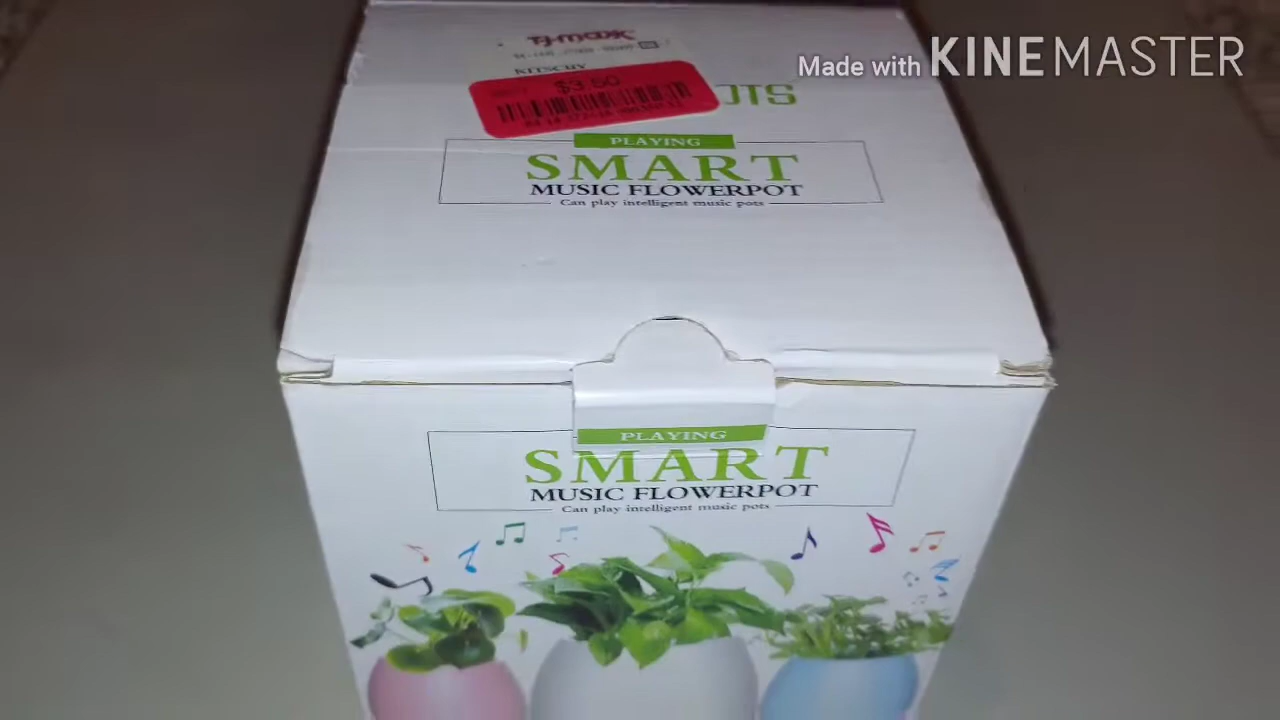 Made with KINEMASTER
T·J·maxx
KITSCHY
$3.50
PLAYING
SMART
MUSIC FLOWERPOT
Can play intelligent music pots
PLAYING
SMART
MUSIC FLOWERPOT
Can play intelligent music pots